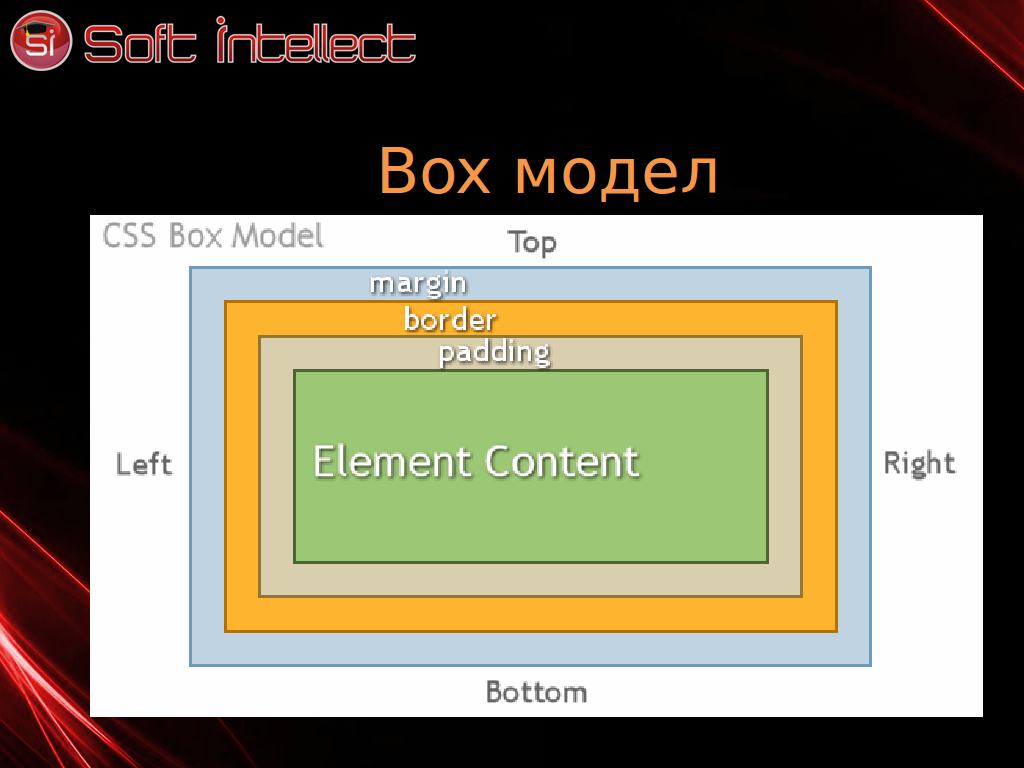 Si Soft Intellect
Box модел
CSS Box Model
Top
margin
border
padding
Left
Element Content
Right
Bottom